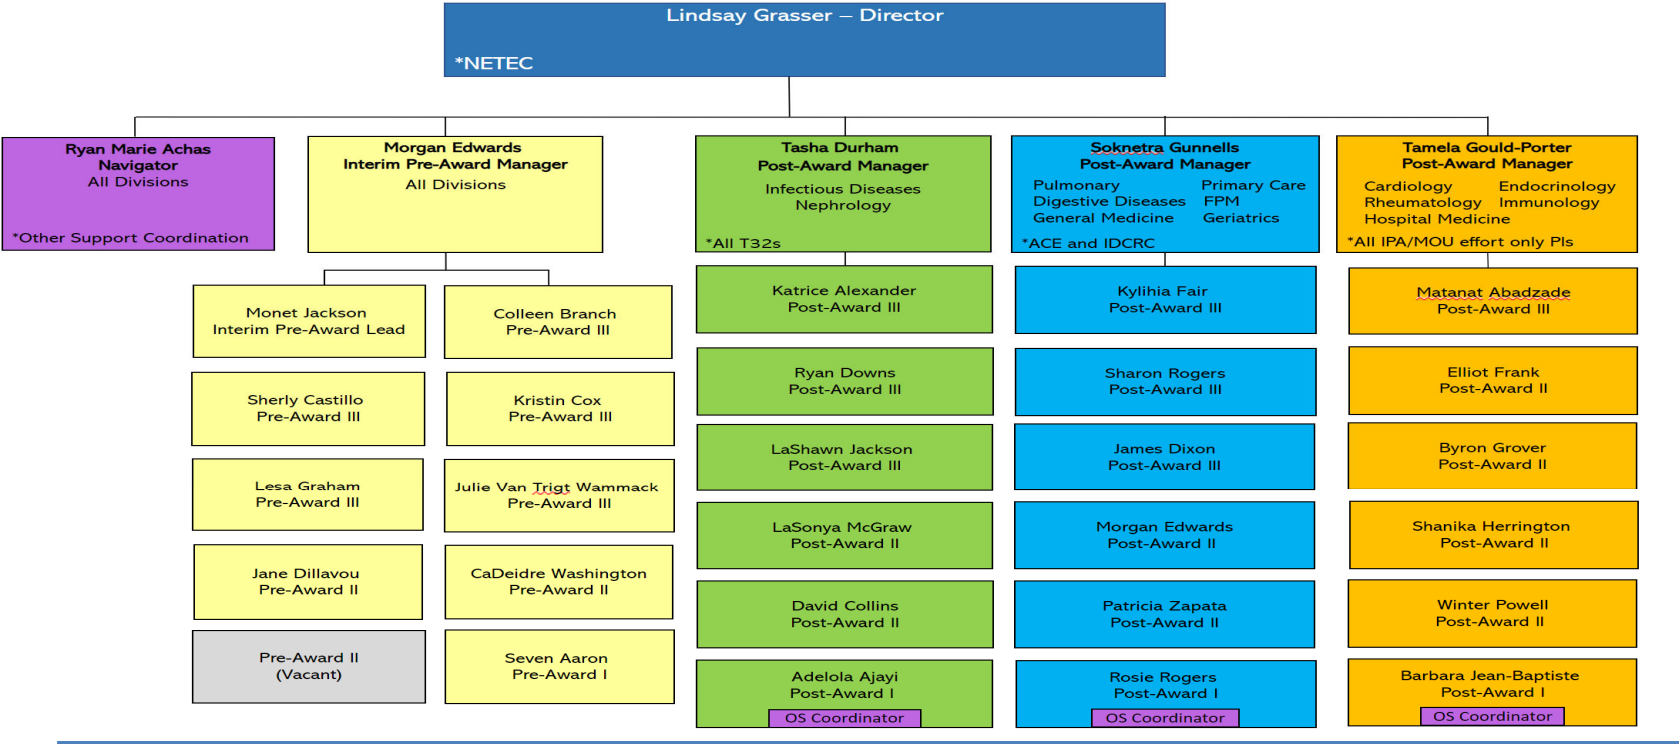 Lindsay Grasser – Director
*NETEC
Ryan Marie Achas
Navigator
All Divisions
*Other Support Coordination
Morgan Edwards
Interim Pre-Award Manager
All Divisions
Tasha Durham
Post-Award Manager
Infectious Diseases
Nephrology
*All T32s
Sokmetra Gunnells
Post-Award Manager
Pulmonary Primary Care
Digestive Diseases FPM
General Medicine Geriatrics
*ACE and IDCRC
Tamela Gould-Porter
Post-Award Manager
Cardiology Endocrinology
Rheumatology Immunology
Hospital Medicine
*All IPA/MOU effort only PIs
Monet Jackson
Interim Pre-Award Lead
Sherly Castillo
Pre-Award III
Lesa Graham
Pre-Award III
Jane Dillavou
Pre-Award II
Pre-Award II
(Vacant)
Colleen Branch
Pre-Award III
Kristin Cox
Pre-Award III
Julie Van Trigt Wammack
Pre-Award III
CaDeidre Washington
Pre-Award II
Seven Aaron
Pre-Award I
Katrice Alexander
Post-Award III
Ryan Downs
Post-Award III
LaShawn Jackson
Post-Award III
LaSonya McGraw
Post-Award II
David Collins
Post-Award II
Adelola Ajayi
Post-Award I
OS Coordinator
Kylihia Fair
Post-Award III
Sharon Rogers
Post-Award III
James Dixon
Post-Award III
Morgan Edwards
Post-Award II
Patricia Zapata
Post-Award II
Rosie Rogers
Post-Award I
OS Coordinator
Matanat Abadzade
Post-Award III
Elliot Frank
Post-Award II
Byron Grover
Post-Award II
Shanika Herrington
Post-Award II
Winter Powell
Post-Award II
Barbara Jean-Baptiste
Post-Award I
OS Coordinator